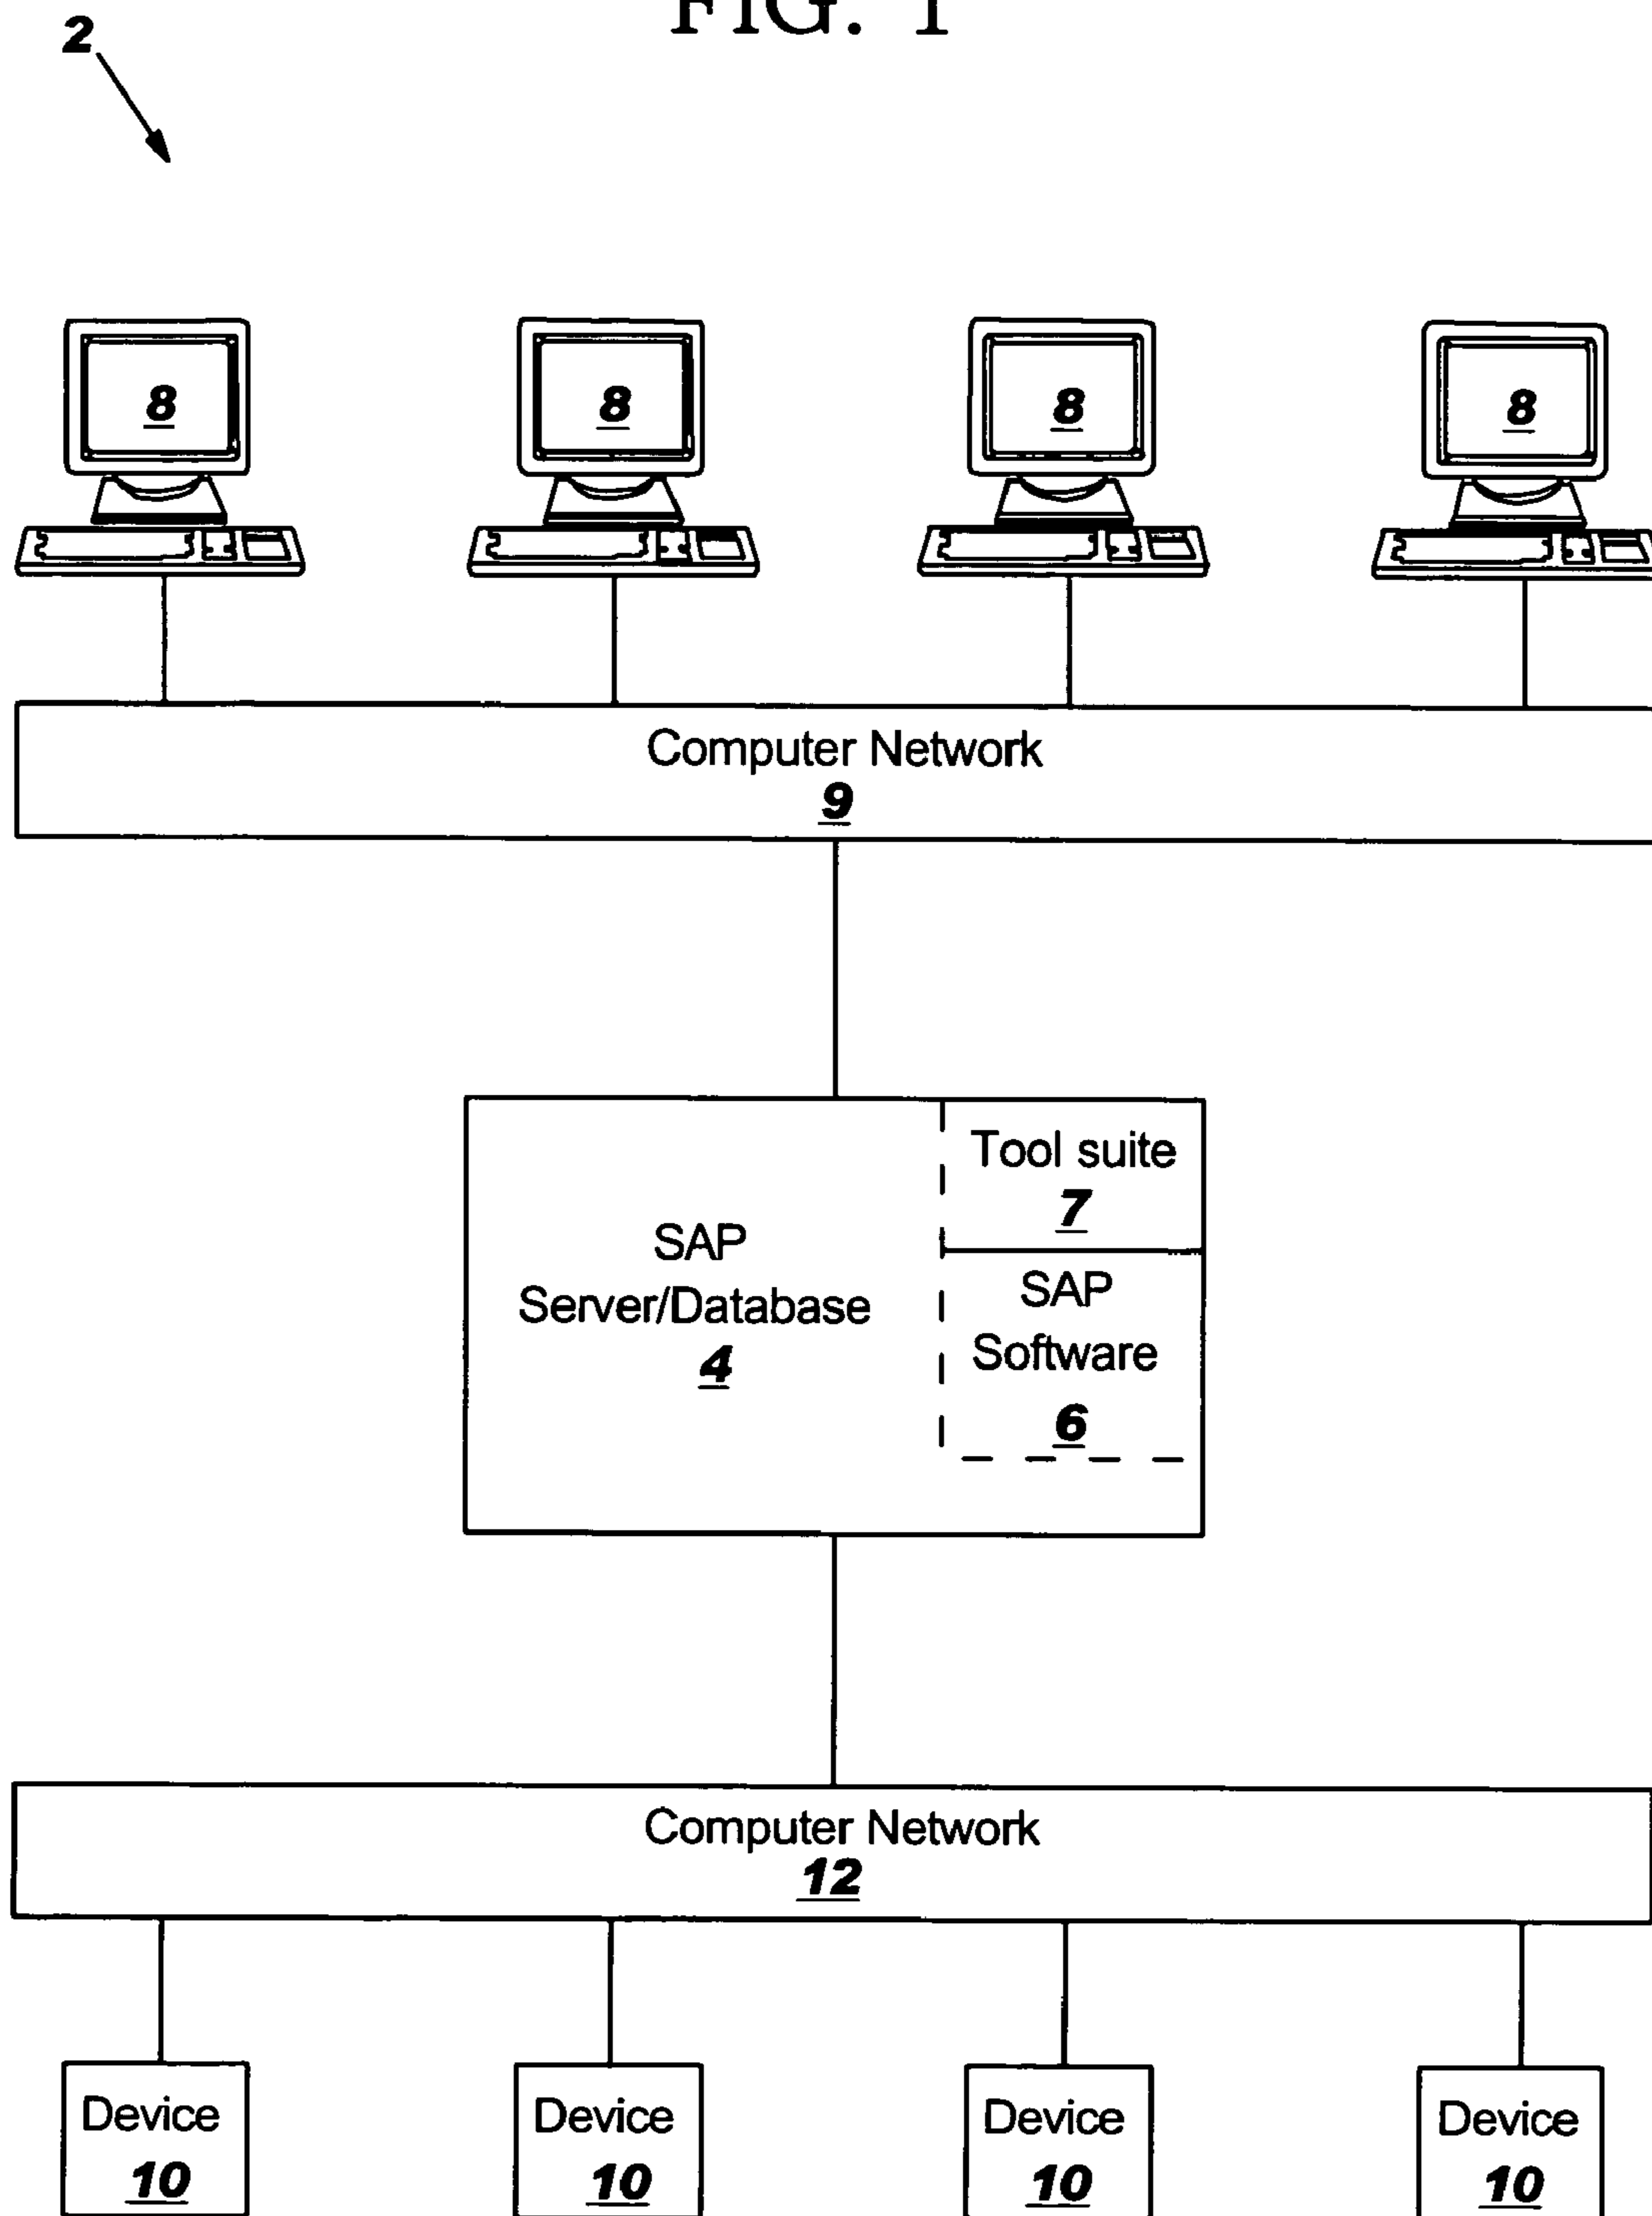 FIG. 1
2
8 8 8 8
Computer Network
9
Tool suite
7
SAP
Server/Database
4
SAP
Software
6
Computer Network
12
Device Device Device Device
10 10 10 10